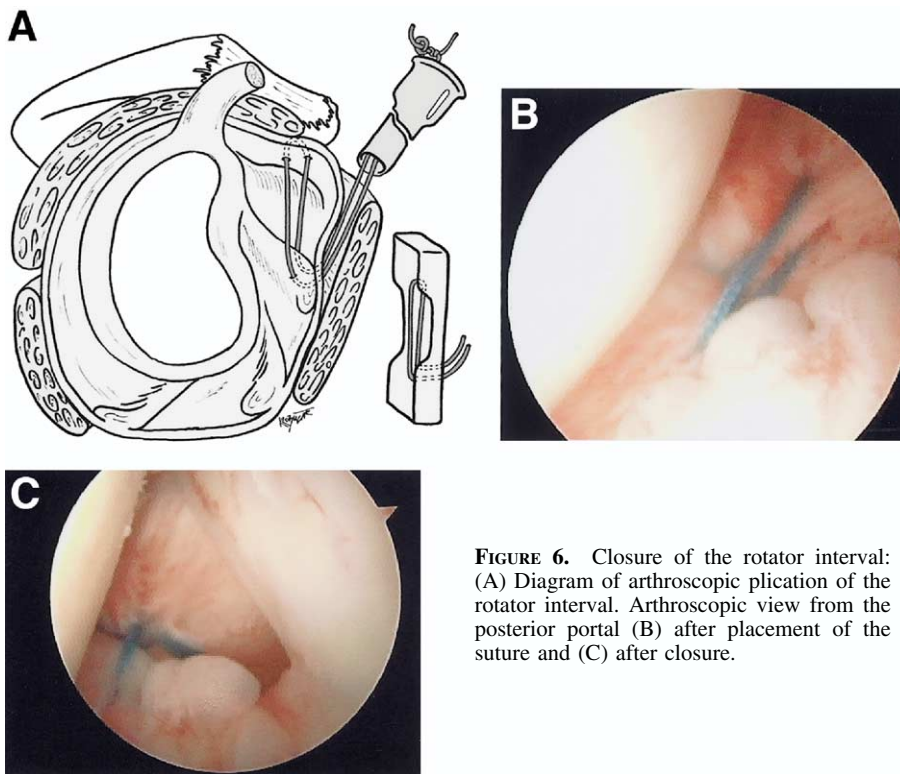 A
B
C
FIGURE 6. Closure of the rotator interval:
(A) Diagram of arthroscopic plication of the
rotator interval. Arthroscopic view from the
posterior portal (B) after placement of the
suture and (C) after closure.